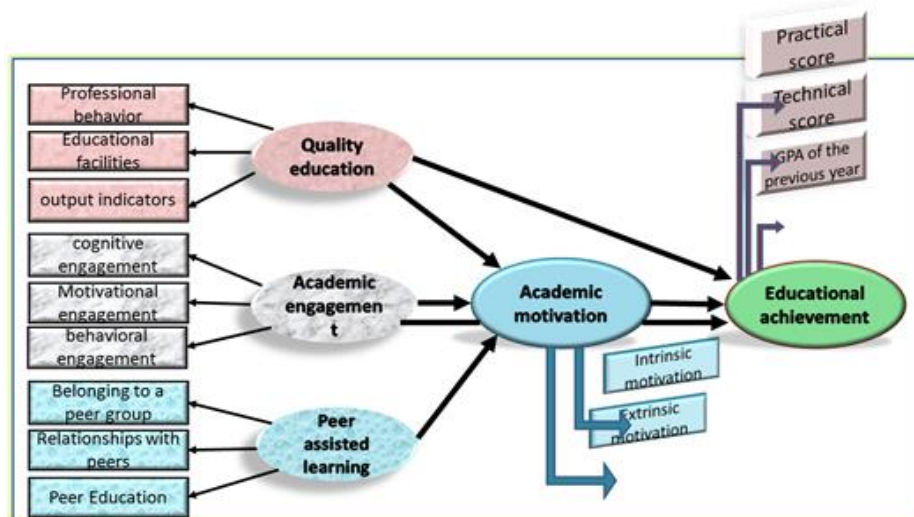 Professional
behavior
Educational
facilities
output indicators
cognitive
engagement
Motivational
engagement
behavioral
engagement
Belonging to a
peer group
Relationships with
peers
Peer Education
Quality
education
Academic
engagemen
t
Peer
assisted
learning
Academic
motivation
Intrinsic
motivation
Extrinsic
motivation
Practical
score
Technical
score
GPA of the
previous year
Educational
achievement